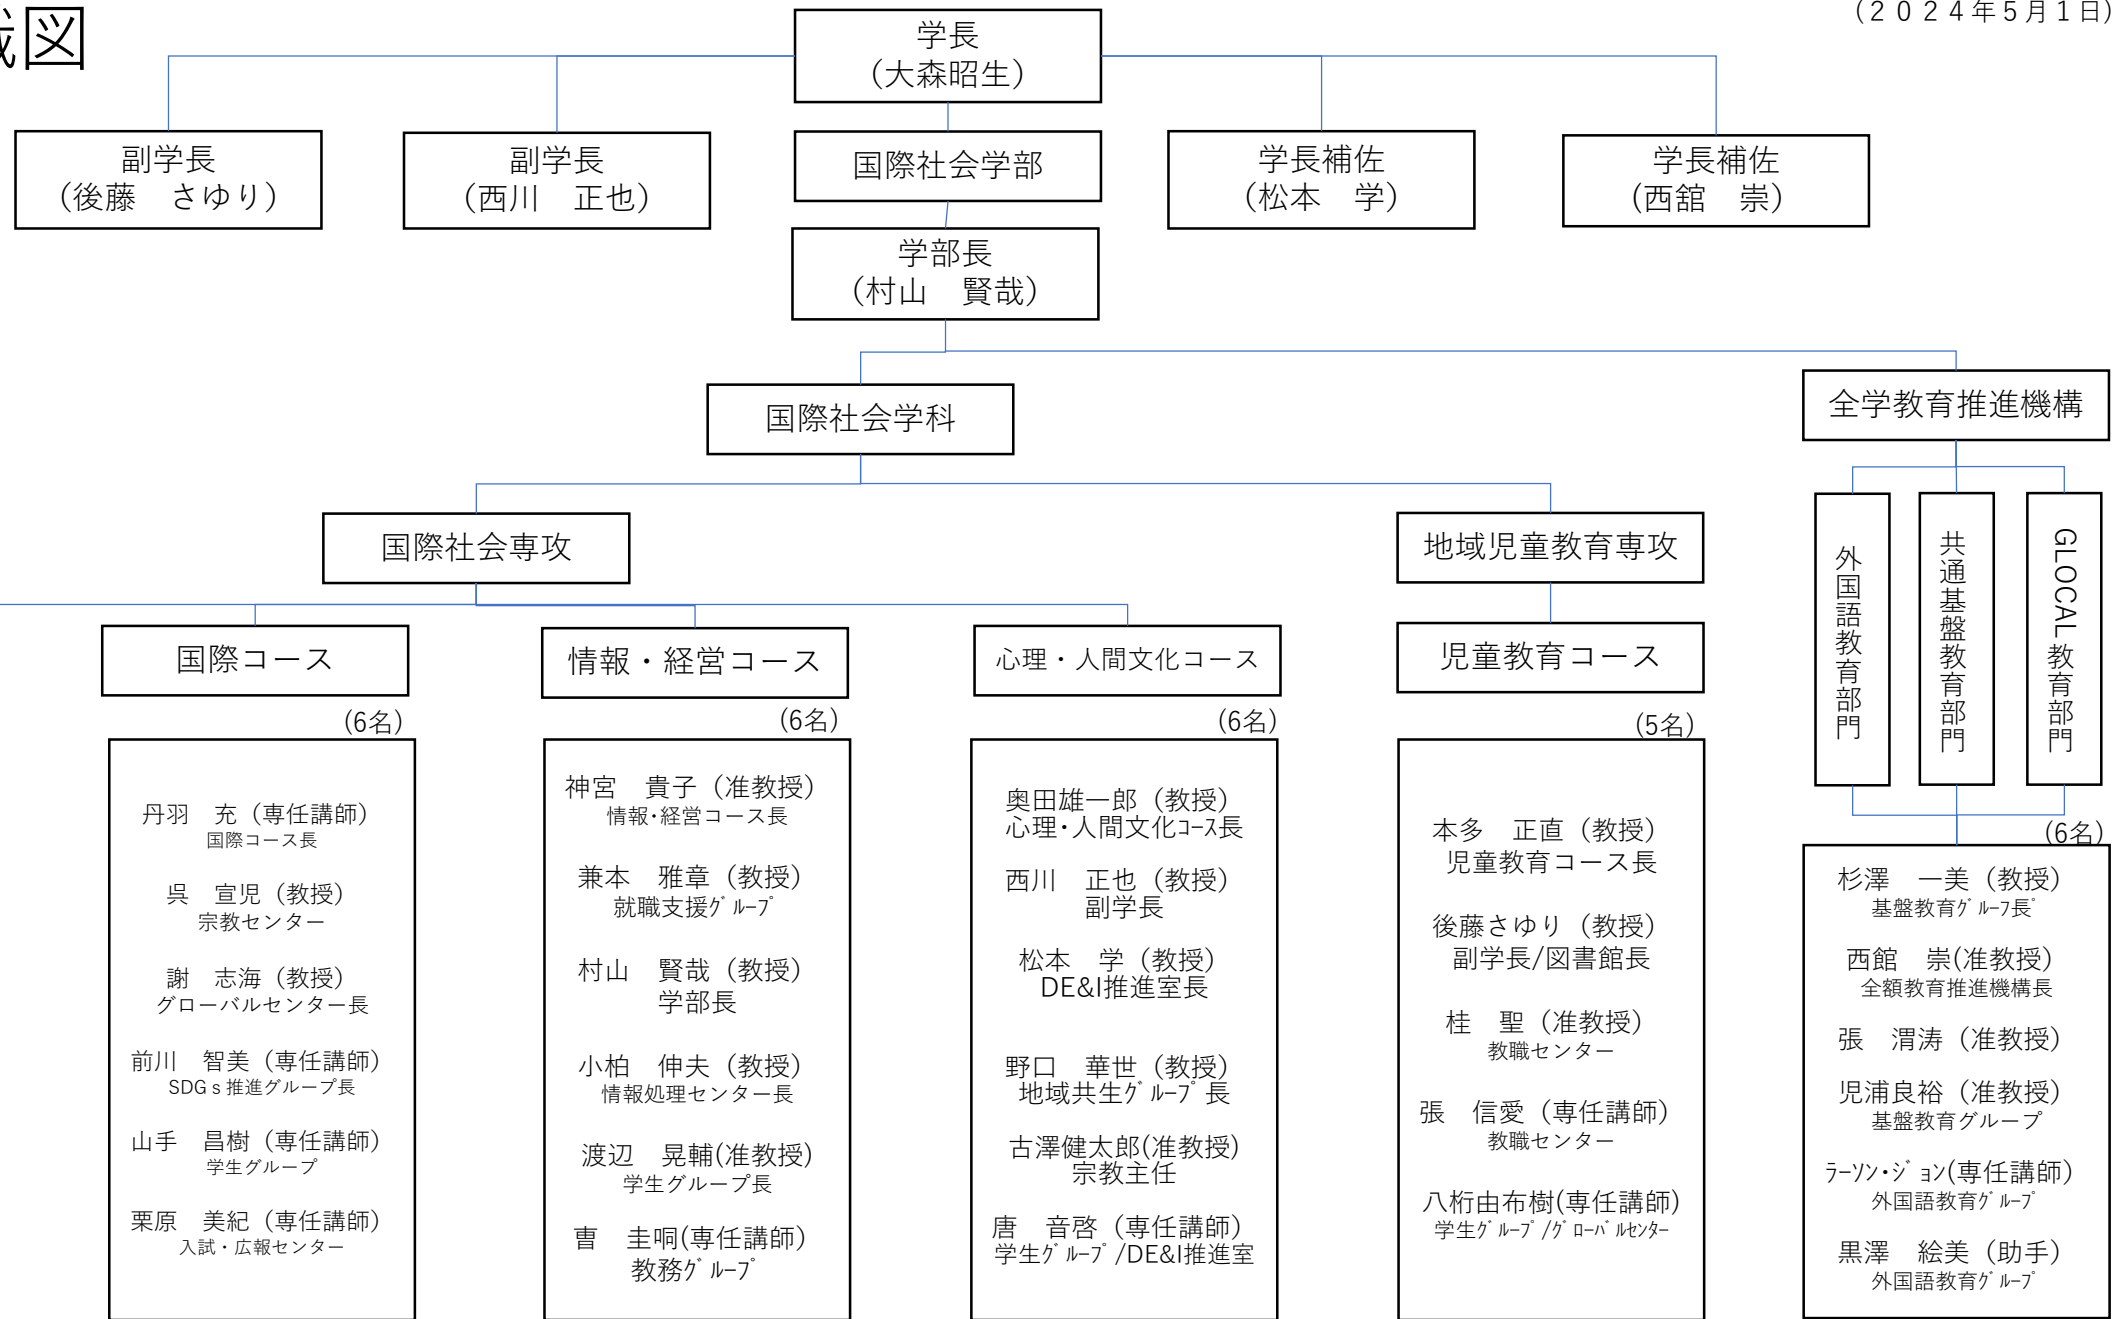 図
(２０２４年５月１日)
学長
(大森昭生)
副学長
(後藤　さゆり)
副学長
(西川　正也)
国際社会学部
学長補佐
(松本　学)
学長補佐
(西舘　崇)
学部長
(村山　賢哉)
国際社会学科
全学教育推進機構
国際社会専攻
地域児童教育専攻
外国語教育部門
共通基盤教育部門
GLOCAL教育部門
国際コース
情報・経営コース
心理・人間文化コース
児童教育コース
(6名)
丹羽　充（専任講師）
国際コース長
呉　宣児（教授）
宗教センター
謝　志海（教授）
グローバルセンター長
前川　智美（専任講師）
SDGｓ推進グループ長
山手　昌樹（専任講師）
学生グループ
栗原　美紀（専任講師）
入試・広報センター
(6名)
神宮　貴子（准教授）
情報･経営コース長
兼本　雅章（教授）
就職支援ｸﾞﾙｰﾌﾟ
村山　賢哉（教授）
学部長
小柏　伸夫（教授）
情報処理センター長
渡辺　晃輔(准教授)
学生グループ長
圭哃(専任講師)
教務ｸﾞﾙｰﾌﾟ
(6名)
奥田雄一郎（教授）
心理･人間文化ｺｰｽ長
西川　正也（教授）
副学長
松本　学（教授）
DE&I推進室長
野口　華世（教授）
地域共生ｸﾞﾙｰﾌﾟ長
古澤健太郎(准教授)
宗教主任
唐　音啓（専任講師）
学生ｸﾞﾙｰﾌﾟ/DE&I推進室
(5名)
本多　正直（教授）
児童教育コース長
後藤さゆり（教授）
副学長/図書館長
桂　聖（准教授）
教職センター
張　信愛（専任講師）
教職センター
八桁由布樹(専任講師)
学生ｸﾞﾙｰﾌﾟ/ｸﾞﾛｰﾊﾞﾙｾﾝﾀｰ
(6名)
杉澤　一美（教授）
基盤教育ｸﾞﾙｰﾌ長ﾟ
西館　崇(准教授)
全額教育推進機構長
張　渭涛（准教授）
児浦良裕（准教授）
基盤教育グループ
ﾗｰｿﾝ･ｼﾞｮﾝ(専任講師)
外国語教育ｸﾞﾙｰﾌﾟ
黒澤　絵美（助手）
外国語教育ｸﾞﾙｰﾌﾟ